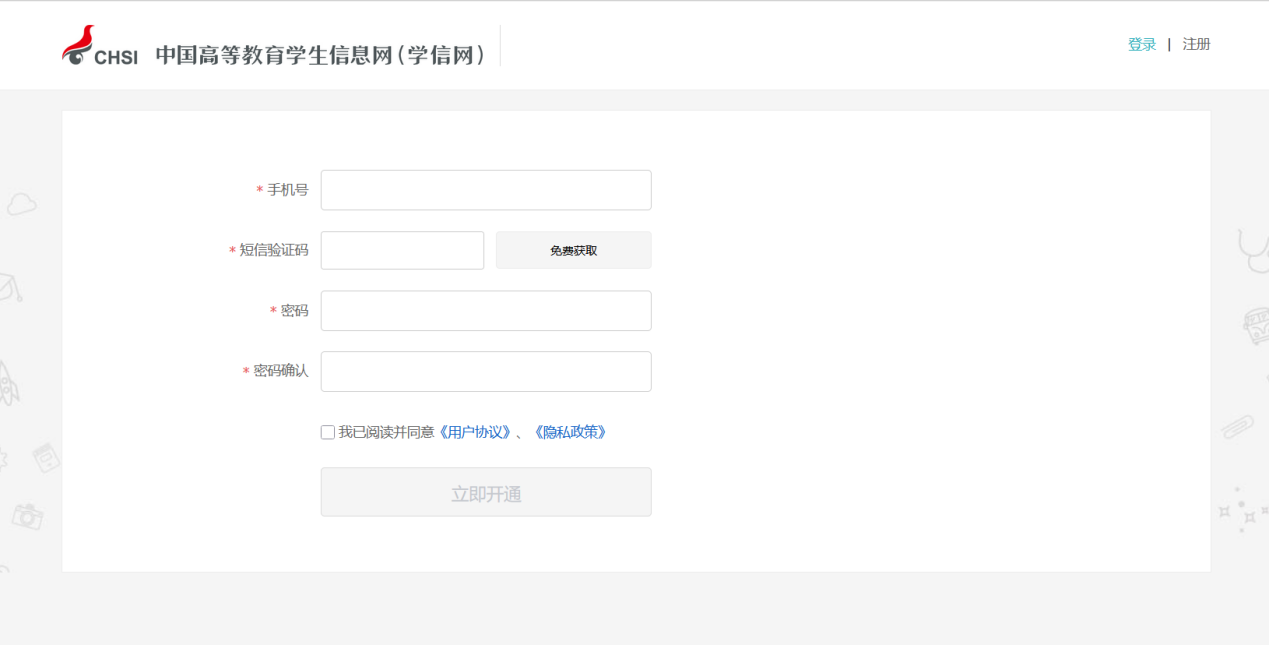 CHSI 中国高等教育学生信息网(学信网)
登录 | 注册
* 手机号
* 短信验证码 免费获取
* 密码
* 密码确认
我已阅读并同意《用户协议》、《隐私政策》
立即开通